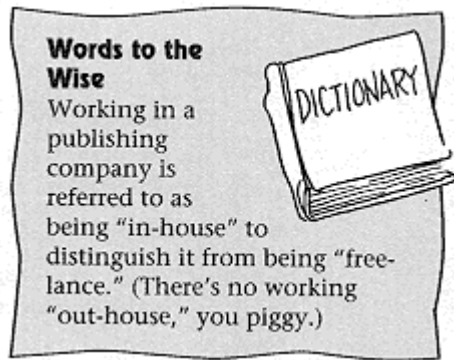 Words to the
Wise
DICTIONARY
Working in a
publishing
company is
referred to as
being “in-house” to
distinguish it from being “free-
lance.” (There’s no working
“out-house,” you piggy.)